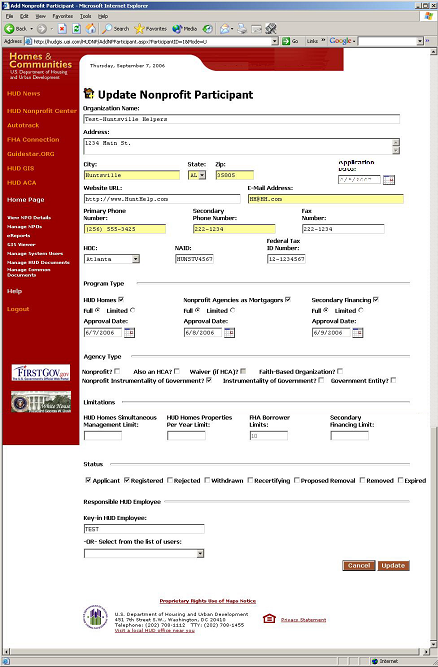 Add Nonprofit Participant - Microsoft Internet Explorer
File Edit View Favorites Tools Help
Back Search Favorites Media
Address http://hudgis.upi.com/HUDNP/AddNPParticipant.aspx?ParticipantID=1&Mode=U Go Links Google
Homes & Communities
U.S. Department of Housing and Urban Development
Thursday, September 7, 2006
HUD News
HUD Nonprofit Center
Autotrack
FHA Connection
Guidestar.ORG
HUD GIS
HUD ACA
Home Page
View NPO Details
Manage NPOs
eReports
GIS Viewer
Manage System Users
Manage HUD Documents
Manage Common Documents
Help
Logout
FIRSTGov.gov
White House
Update Nonprofit Participant
Organization Name:
Test-Huntsville Helpers
Address:
1234 Main St.
City: State: Zip: Application Date:
Huntsville AL 35805 */*/****
Website URL: E-Mail Address:
http://www.HuntHelp.com HH@HH.com
Primary Phone Number: Secondary Phone Number: Fax Number:
(256) 555-3425 222-1234 222-1234
HOC: NAID: Federal Tax ID Number:
Atlanta HUNSTV4567 12-1234567
Program Type
HUD Homes Nonprofit Agencies as Mortgagors Secondary Financing
Full Limited Full Limited Full Limited
Approval Date: Approval Date: Approval Date:
6/7/2006 6/8/2006 6/9/2006
Agency Type
Nonprofit? Also an HCA? Waiver (if HCA)? Faith-Based Organization?
Nonprofit Instrumentality of Government? Instrumentality of Government? Government Entity?
Limitations
HUD Homes Simultaneous Management Limit: HUD Homes Properties Per Year Limit: FHA Borrower Limits: Secondary Financing Limit:
10
Status
Applicant Registered Rejected Withdrawn Recertifying Proposed Removal Removed Expired
Responsible HUD Employee
Key-in HUD Employee:
TEST
-OR- Select from the list of users:
Cancel Update
Proprietary Rights Use of Maps Notice
U.S. Department of Housing and Urban Development
451 7th Street S.W., Washington, DC 20410
Telephone: (202) 708-1112 TTY: (202) 708-1455
Visit a local HUD office near you
Privacy Statement
Internet